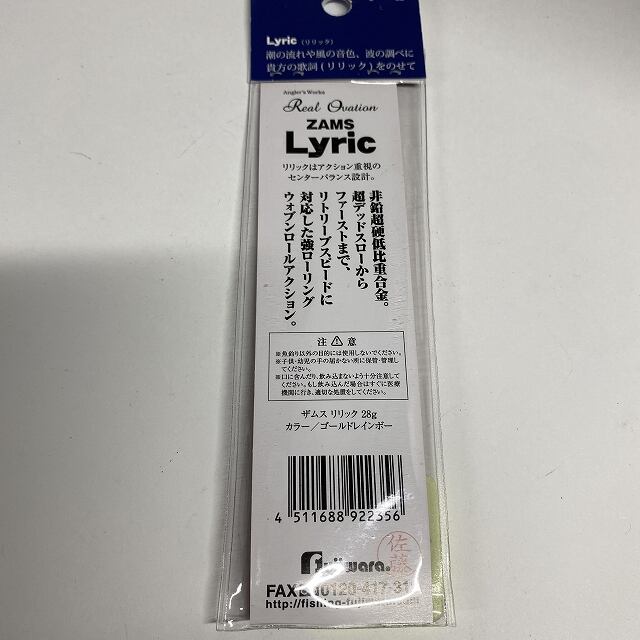 Lyric (リリック)
潮の流れや風の音色、波の調べに
貴方の歌詞(リリック)をのせて
Angler's Works
Real Ovation
ZAMS
Lyric
リリックはアクション重視の
センターバランス設計。
非鉛超硬低比重合金。
超デッドスローから
ファーストまで、
リトリーブスピードに
対応した強ローリング
ウォブンロールアクション。
注 意
※魚釣り以外の目的には使用しないでください。
※子供・幼児の手の届かない所に保管・管理し
てください。
※口に含んだり、飲み込まないよう十分注意して
ください。もし飲み込んだ場合はすぐに医療
機関に行き、適切な処置をしてください。
ザムス リリック 28g
カラー／ゴールドレインボー
4 511688 922356
fujiwara.
佐藤
FAX 0120-417-31
http://fishing-fuji